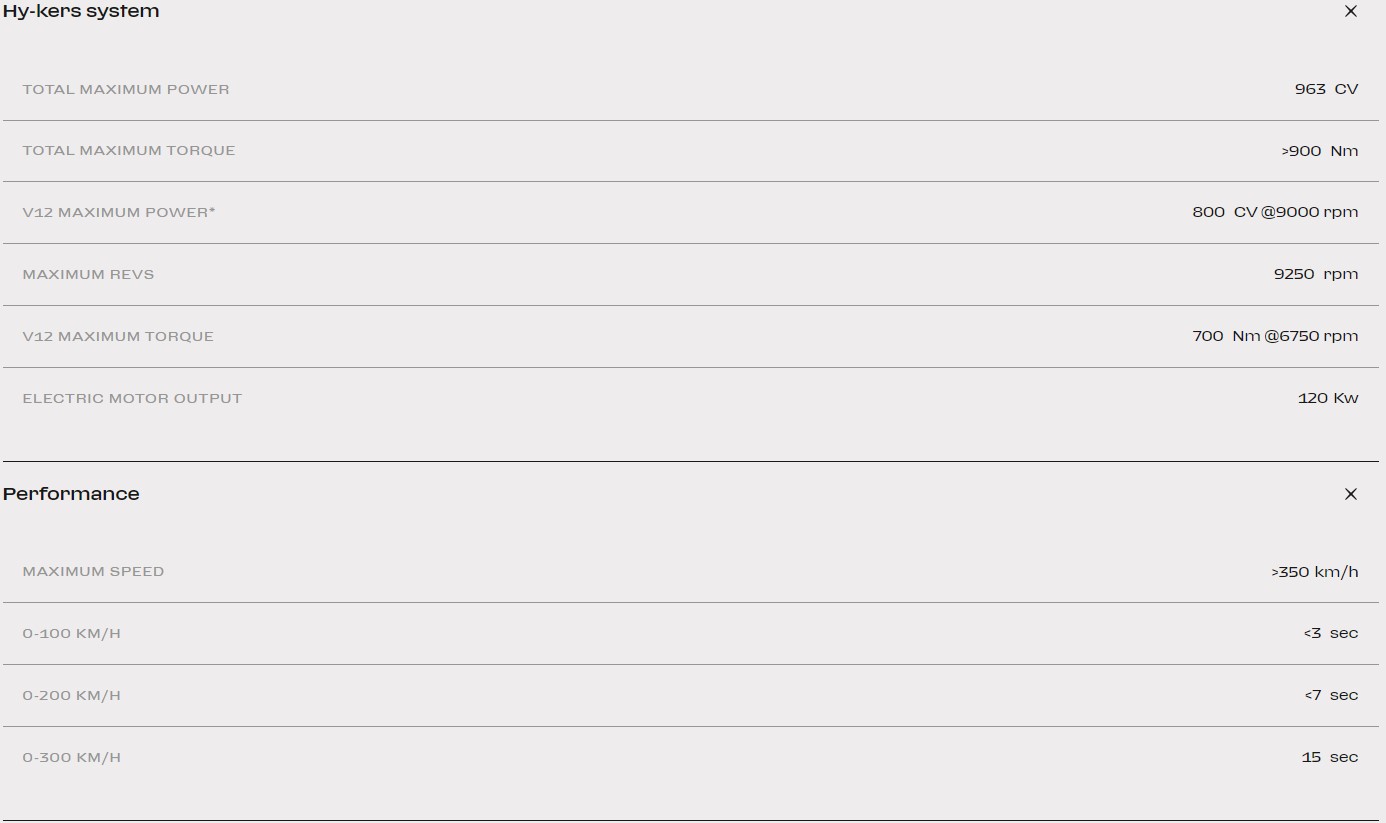 Hy-kers system
TOTAL MAXIMUM POWER 963 CV
TOTAL MAXIMUM TORQUE >900 Nm
V12 MAXIMUM POWER* 800 CV @9000 rpm
MAXIMUM REVS 9250 rpm
V12 MAXIMUM TORQUE 700 Nm @6750 rpm
ELECTRIC MOTOR OUTPUT 120 Kw
Performance
MAXIMUM SPEED >350 km/h
0-100 KM/H <3 sec
0-200 KM/H <7 sec
0-300 KM/H 15 sec